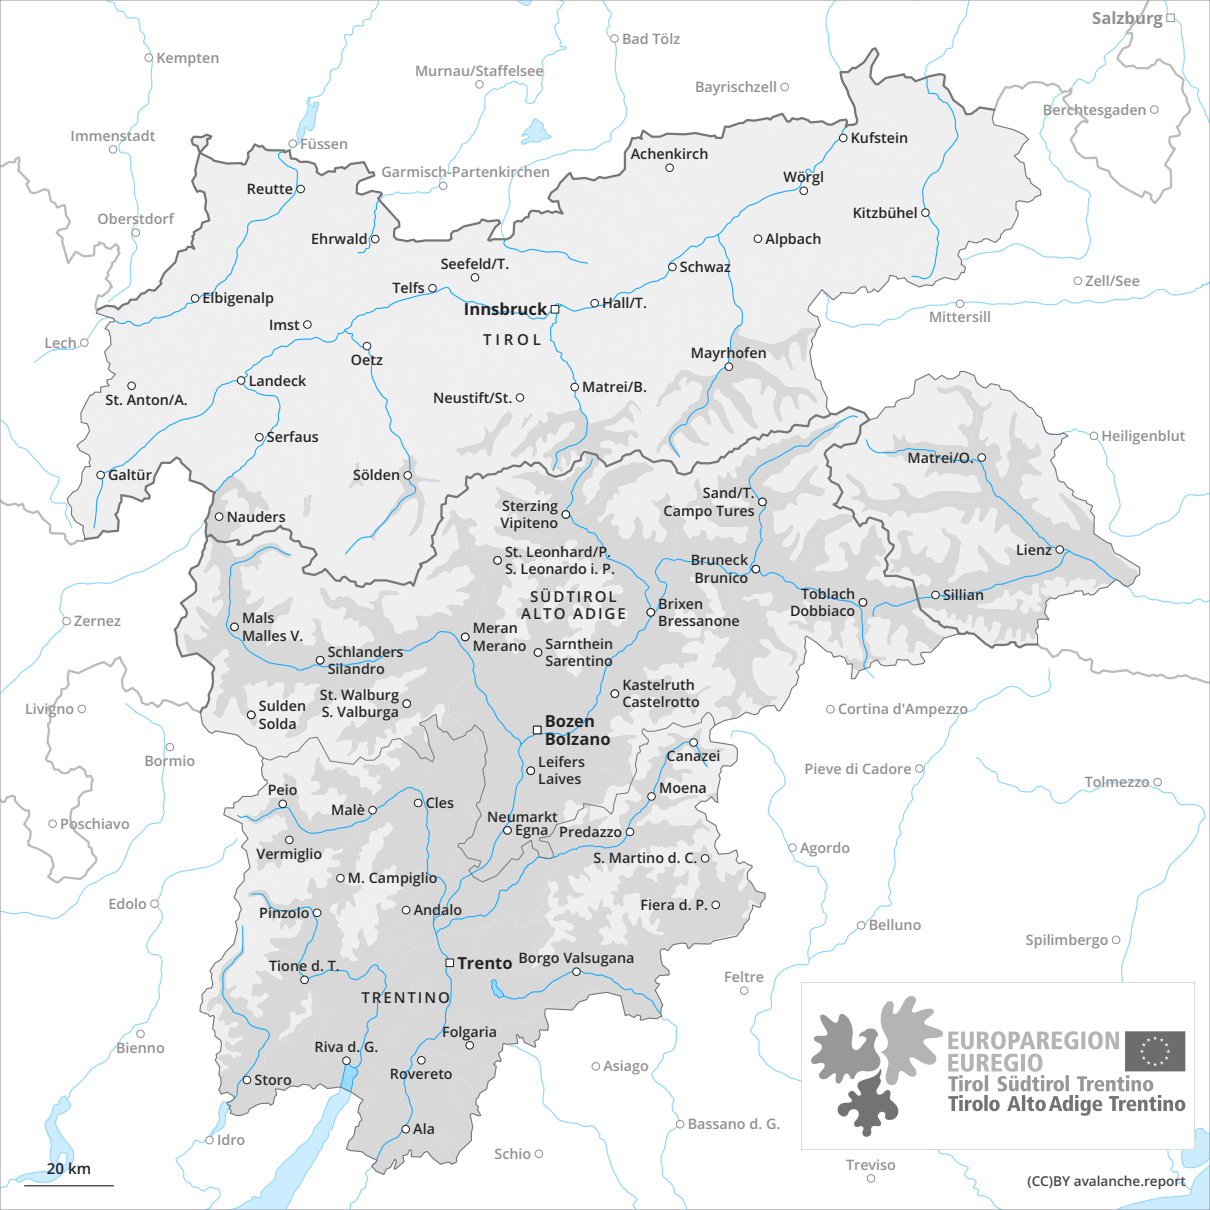 Salzburg
Bad Tölz
Kempten
Murnau/Staffelsee
Bayrischzell
Berchtesgaden
Immenstadt
Füssen
Kufstein
Achenkirch
Garmisch-Partenkirchen
Wörgl
Reutte
Oberstdorf
Kitzbühel
Ehrwald
Alpbach
Seefeld/T.
Schwaz
Zell/See
Telfs
Elbigenalp
Hall/T.
Innsbruck
Mittersill
Imst
TIROL
Lech
Mayrhofen
Oetz
Landeck
Matrei/B.
St. Anton/A.
Neustift/St.
Serfaus
Heiligenblut
Matrei/O.
Galtür
Sölden
Sand/T.
Campo Tures
Sterzing
Vipiteno
Nauders
Lienz
St. Leonhard/P.
S. Leonardo i. P.
Bruneck
Brunico
SÜDTIROL
ALTO ADIGE
Toblach
Dobbiaco
Sillian
Brixen
Bressanone
Zernez
Mals
Malles V.
Meran
Merano
Sarnthein
Sarentino
Schlanders
Silandro
Kastelruth
Castelrotto
St. Walburg
S. Valburga
Sulden
Solda
Livigno
Cortina d'Ampezzo
Bozen
Bolzano
Bormio
Canazei
Leifers
Laives
Pieve di Cadore
Tolmezzo
Peio
Moena
Malè
Cles
Neumarkt
Egna
Predazzo
Poschiavo
Vermiglio
Agordo
S. Martino d. C.
M. Campiglio
Edolo
Pinzolo
Andalo
Fiera d. P.
Belluno
Spilimbergo
Trento
Borgo Valsugana
Tione d. T.
Feltre
TRENTINO
Folgaria
Bienno
Riva d. G.
Rovereto
Asiago
Storo
EUROPAREGION
EUREGIO
Tirol Südtirol Trentino
Tirolo Alto Adige Trentino
Ala
Bassano d. G.
Idro
Schio
Treviso
20 km
(CC)BY avalanche.report